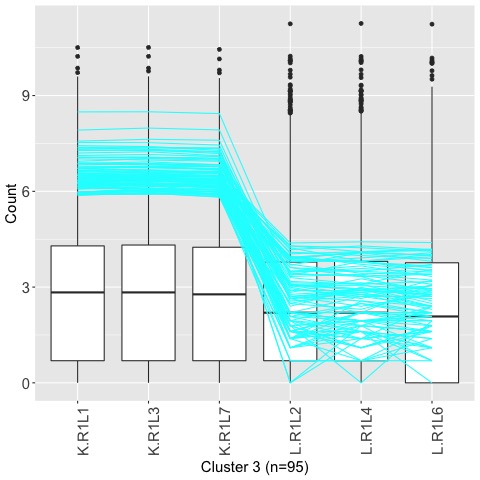 Count
9
6
3
0
K.R1L1
K.R1L3
K.R1L7
L.R1L2
L.R1L4
L.R1L6
Cluster 3 (n=95)